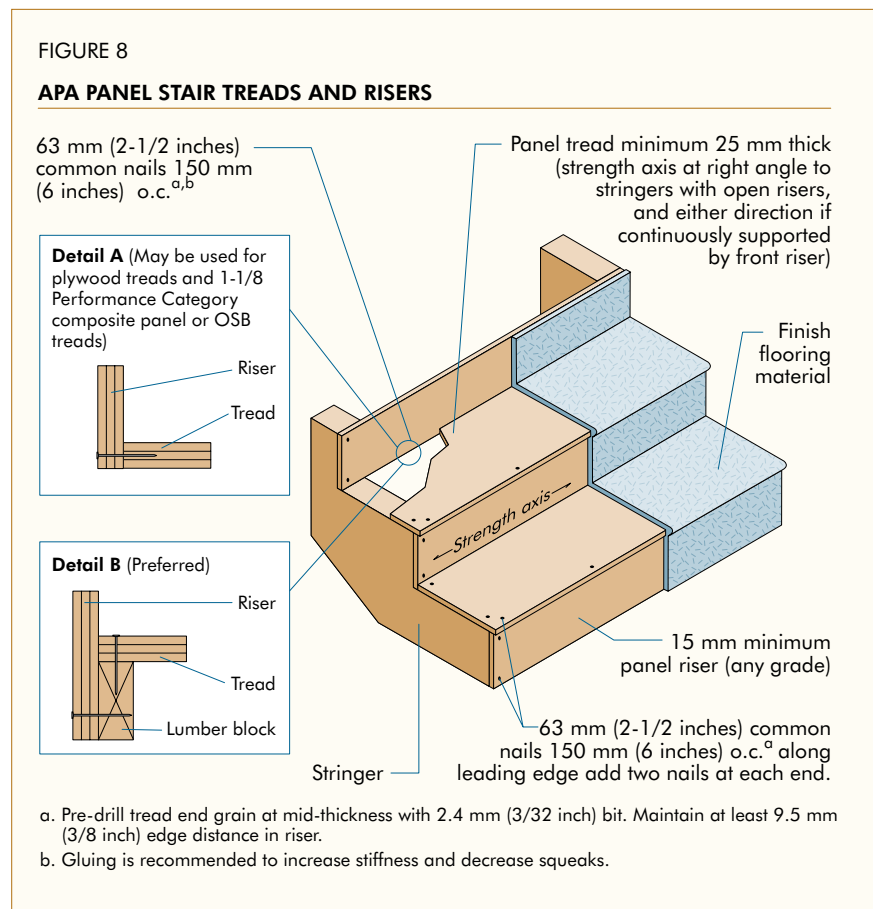 FIGURE 8
APA PANEL STAIR TREADS AND RISERS
63 mm (2-1/2 inches)
common nails 150 mm
(6 inches) o.c.a,b
Panel tread minimum 25 mm thick
(strength axis at right angle to
stringers with open risers,
and either direction if
continuously supported
by front riser)
Detail A (May be used for
plywood treads and 1-1/8
Performance Category
composite panel or OSB
treads)
Riser
Tread
Finish
flooring
material
Strength axis
Detail B (Preferred)
Riser
Tread
Lumber block
15 mm minimum
panel riser (any grade)
63 mm (2-1/2 inches) common
nails 150 mm (6 inches) o.c.a along
leading edge add two nails at each end.
Stringer
a. Pre-drill tread end grain at mid-thickness with 2.4 mm (3/32 inch) bit. Maintain at least 9.5 mm
(3/8 inch) edge distance in riser.
b. Gluing is recommended to increase stiffness and decrease squeaks.